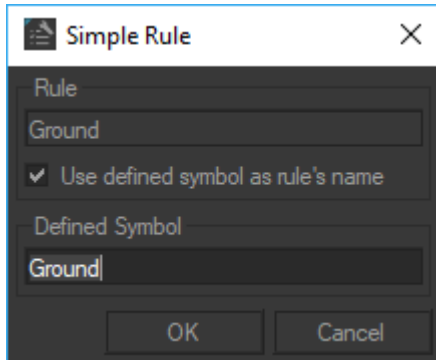 Simple Rule
Rule
Ground
Use defined symbol as rule's name
Defined Symbol
Ground
OK Cancel